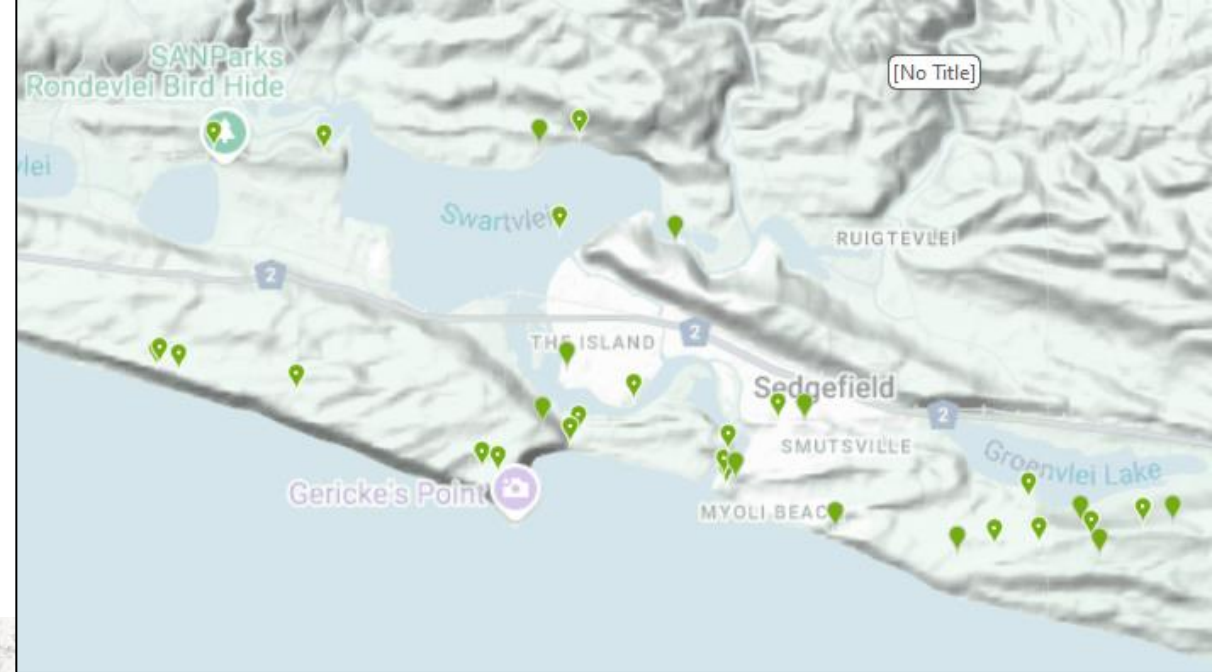 SANParks
Rondevlei Bird Hide
[No Title]
vlei
Swartvlei
RUIGTEVLEI
2
THE ISLAND
2
Sedgefield
2
SMUTSVILLE
Groenvlei Lake
Gericke's Point
MYOLI BEAC